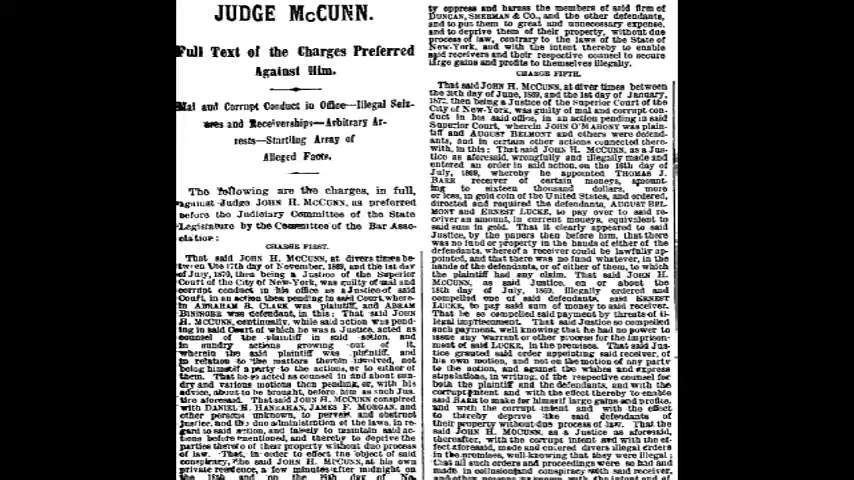 JUDGE McCUNN.
Full Text of the Charges Preferred
Against Him.
Mal and Corrupt Conduct in Office—Illegal Seiz-
ures and Receiverships—Arbitrary Ar-
rests—Startling Array of
Alleged Facts.
The following are the charges, in full,
against Judge JOHN H. MCCUNN, as preferred
before the Judiciary Committee of the State
Legislature by the Committee of the Bar Asso-
ciation:
CHARGE FIRST.
That said JOHN H. MCCUNN, at divers times be-
tween the 17th day of November, 1869, and the 1st day
of July, 1870, then being a Justice of the Superior
Court of the City of New-York, was guilty of mal and
corrupt conduct in his office as a Justice of said
Court, in an action then pending in said Court, where-
in ABRAHAM B. CLARK was plaintiff, and ABRAM
BININGER was defendant, in this: That said JOHN
H. MCCUNN, continually, while said action was pend-
ing in said Court of which he was a Justice, acted as
counsel of the plaintiff in said action, and
in sundry actions growing out of it,
wherein the said plaintiff was plaintiff, and
in relation to the matters therein involved, not
being himself a party to the actions, or to either of
them. That he so acted as counsel in and about sun-
dry and various motions then pending, or, with his
advice, about to be brought, before him as such Jus-
tice aforesaid. That said JOHN H. MCCUNN conspired
with DANIEL H. HANRAHAN, JAMES F. MORGAN, and
other persons unknown, to pervert and obstruct
justice, and the due administration of the laws, in re-
gard to said action, and falsely to maintain said ac-
tions before mentioned, and thereby to deprive the
parties thereto of their property without due process
of law. That, in order to effect the object of said
conspiracy, the said JOHN H. MCCUNN, at his own
private residence, a few minutes after midnight on
the 18th and on the 19th day of No-
ty oppress and harass the members of said firm of
DUNCAN, SHERMAN & CO., and the other defendants,
and to put them to great and unnecessary expense,
and to deprive them of their property, without due
process of law, contrary to the laws of the State of
New-York, and with the intent thereby to enable
said receivers and their respective counsel to secure
large gains and profits to themselves illegally.
CHARGE FIFTH.
That said JOHN H. MCCUNN, at diver times between
the 30th day of June, 1869, and the 1st day of January,
1872, then being a Justice of the Superior Court of the
City of New-York, was guilty of mal and corrupt con-
duct in his said office, in an action pending in said
Superior Court, wherein JOHN O'MAHONY was plain-
tiff and AUGUST BELMONT and others were defend-
ants, and in certain other actions connected there-
with, in this: That said JOHN H. MCCUNN, as a Jus-
tice as aforesaid, wrongfully and illegally made and
entered an order in said action, on the 16th day of
July, 1869, whereby he appointed THOMAS J.
BARR receiver of certain moneys, amount-
ing to sixteen thousand dollars, more
or less, in gold coin of the United States, and ordered,
directed and required the defendants, AUGUST BEL-
MONT and ERNEST LUCKE, to pay over to said re-
ceiver an amount, in current moneys, equivalent to
said sum in gold. That it clearly appeared to said
Justice, by the papers then before him, that there
was no fund or property in the hands of either of the
defendants, whereof a receiver could be lawfully ap-
pointed, and that there was no fund whatever, in the
hands of the defendants, or of either of them, to which
the plaintiff had any claim. That said JOHN H.
MCCUNN, as said Justice, on or about the
18th day of July, 1869, illegally ordered and
compelled one of said defendants, said ERNEST
LUCKE, to pay said sum of money to said receiver.
That he so compelled said payment by threats of il-
legal imprisonment. That said Justice so compelled
such payment, well knowing that he had no power to
issue any warrant or other process for the imprison-
ment of said LUCKE, in the premises. That said Jus-
tice granted said order appointing said receiver, of
his own motion, and not on the motion of any party
to the action, and against the wishes and express
stipulations, in writing, of the respective counsel for
both the plaintiff and the defendants, and with the
corrupt intent and with the effect thereby to enable
said BARR to make for himself large gains and profits,
and with the corrupt intent and with the effect
to thereby deprive the said defendants of
their property without due process of law. That the
said JOHN H. MCCUNN, as a Justice as aforesaid,
thereafter, with the corrupt intent and with the ef-
fect aforesaid, made and entered divers illegal orders
in the premises, well-knowing that they were illegal;
that all such orders and proceedings were so had and
made in collusion and conspiracy with said receiver,
and other persons unknown, with the intent and of